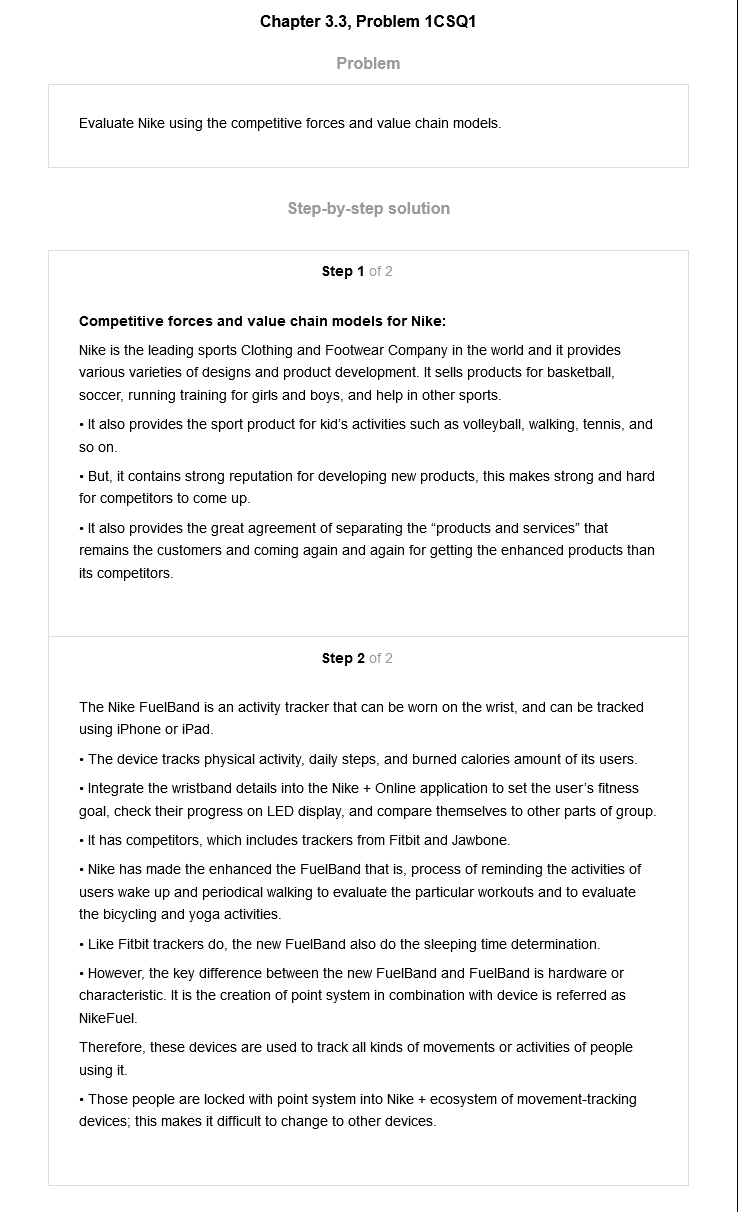 Chapter 3.3, Problem 1CSQ1
Problem
Evaluate Nike using the competitive forces and value chain models.
Step-by-step solution
Step 1 of 2
Competitive forces and value chain models for Nike:
Nike is the leading sports Clothing and Footwear Company in the world and it provides
various varieties of designs and product development. It sells products for basketball,
soccer, running training for girls and boys, and help in other sports.
• It also provides the sport product for kid's activities such as volleyball, walking, tennis, and
so on.
• But, it contains strong reputation for developing new products, this makes strong and hard
for competitors to come up.
• It also provides the great agreement of separating the “products and services” that
remains the customers and coming again and again for getting the enhanced products than
its competitors.
Step 2 of 2
The Nike FuelBand is an activity tracker that can be worn on the wrist, and can be tracked
using iPhone or iPad.
• The device tracks physical activity, daily steps, and burned calories amount of its users.
• Integrate the wristband details into the Nike + Online application to set the user's fitness
goal, check their progress on LED display, and compare themselves to other parts of group.
• It has competitors, which includes trackers from Fitbit and Jawbone.
• Nike has made the enhanced the FuelBand that is, process of reminding the activities of
users wake up and periodical walking to evaluate the particular workouts and to evaluate
the bicycling and yoga activities.
• Like Fitbit trackers do, the new FuelBand also do the sleeping time determination.
• However, the key difference between the new FuelBand and FuelBand is hardware or
characteristic. It is the creation of point system in combination with device is referred as
NikeFuel.
Therefore, these devices are used to track all kinds of movements or activities of people
using it.
• Those people are locked with point system into Nike + ecosystem of movement-tracking
devices; this makes it difficult to change to other devices.